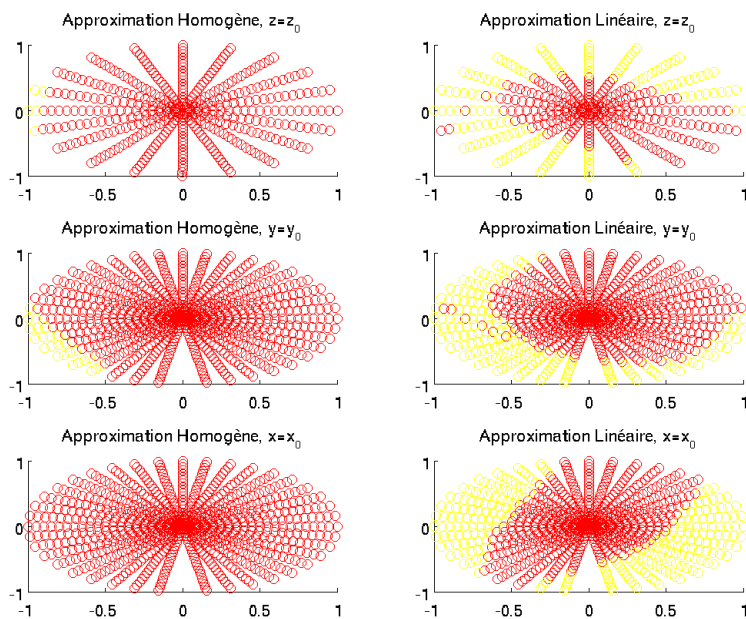 Approximation Homogène, z=z₀
1
0
-1
-1 -0.5 0 0.5 1
Approximation Linéaire, z=z₀
1
0
-1
-1 -0.5 0 0.5 1
Approximation Homogène, y=y₀
1
0
-1
-1 -0.5 0 0.5 1
Approximation Linéaire, y=y₀
1
0
-1
-1 -0.5 0 0.5 1
Approximation Homogène, x=x₀
1
0
-1
-1 -0.5 0 0.5 1
Approximation Linéaire, x=x₀
1
0
-1
-1 -0.5 0 0.5 1